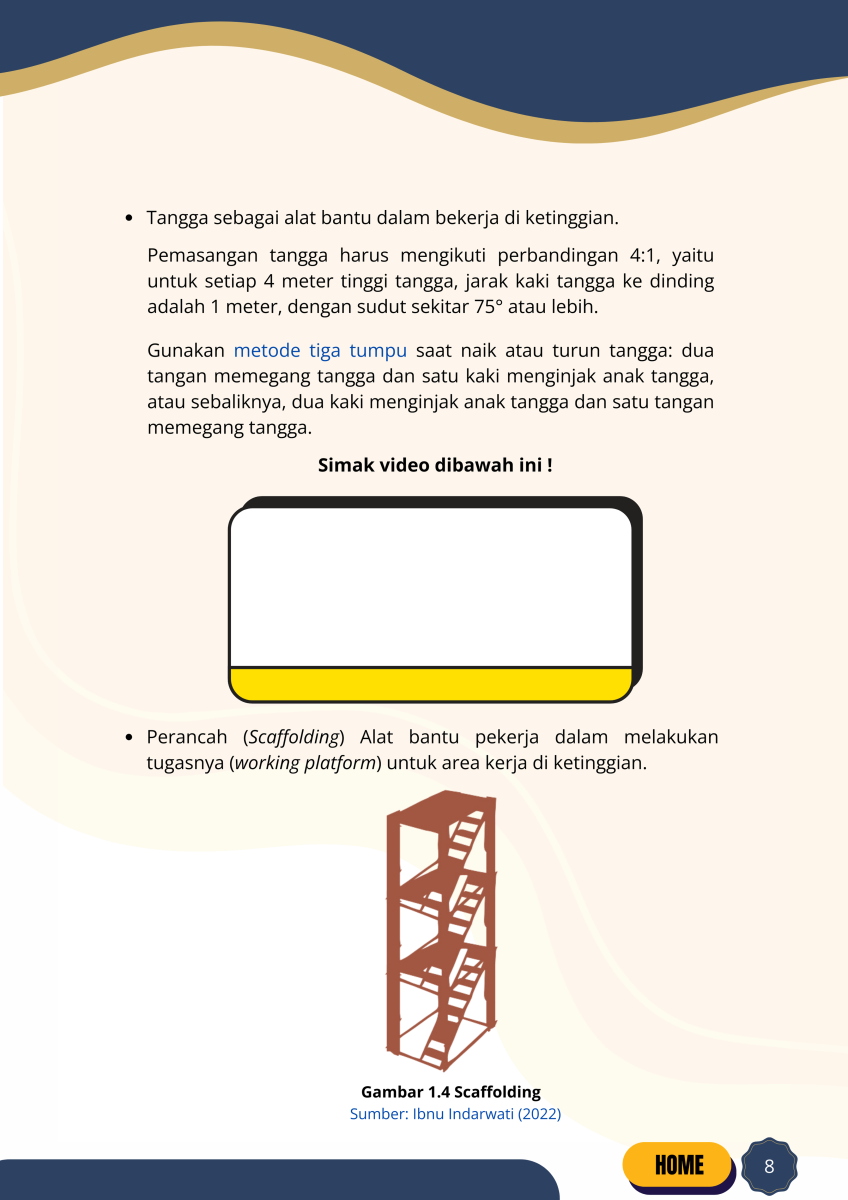 • Tangga sebagai alat bantu dalam bekerja di ketinggian.
Pemasangan tangga harus mengikuti perbandingan 4:1, yaitu
untuk setiap 4 meter tinggi tangga, jarak kaki tangga ke dinding
adalah 1 meter, dengan sudut sekitar 75° atau lebih.
Gunakan metode tiga tumpu saat naik atau turun tangga: dua
tangan memegang tangga dan satu kaki menginjak anak tangga,
atau sebaliknya, dua kaki menginjak anak tangga dan satu tangan
memegang tangga.
Simak video dibawah ini !
• Perancah (Scaffolding) Alat bantu pekerja dalam melakukan
tugasnya (working platform) untuk area kerja di ketinggian.
Gambar 1.4 Scaffolding
Sumber: Ibnu Indarwati (2022)
HOME
8